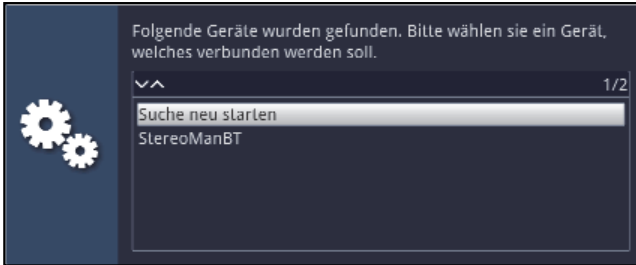 Folgende Geräte wurden gefunden. Bitte wählen sie ein Gerät,
welches verbunden werden soll.
1/2
Suche neu starten
StereoManBT